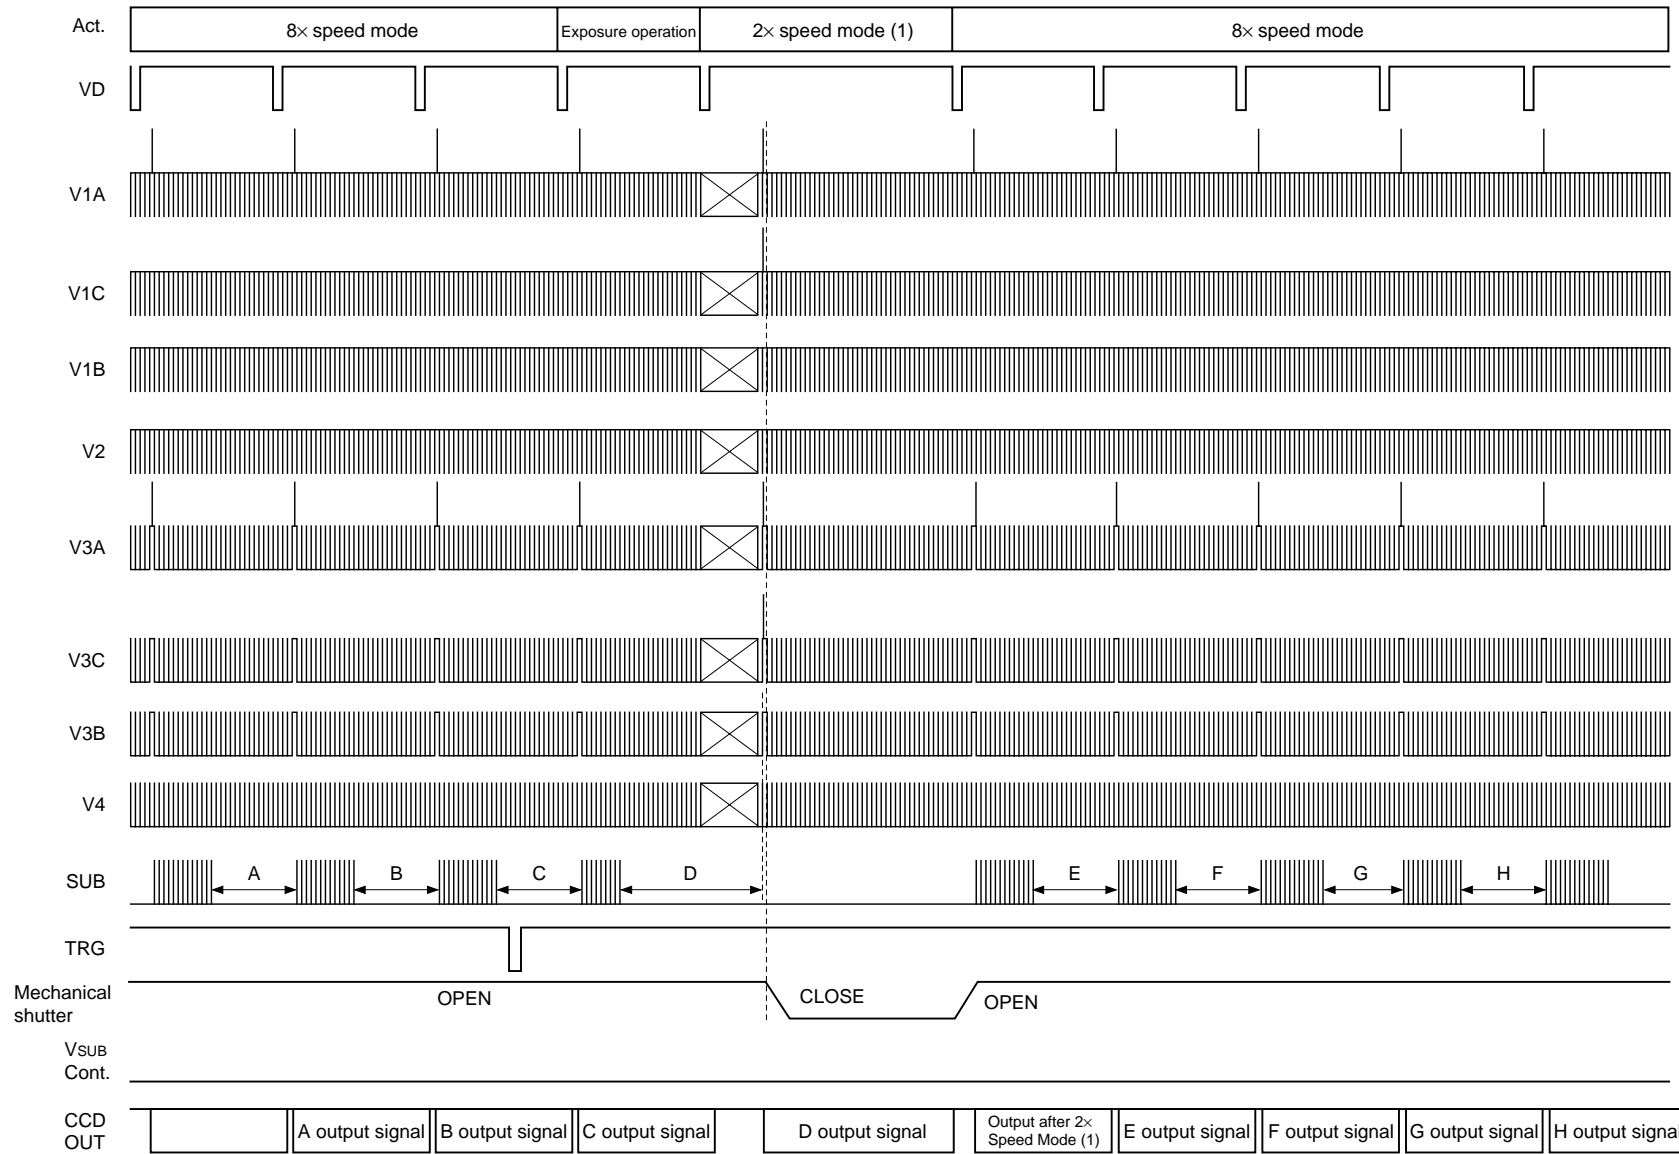 Act. 8× speed mode Exposure operation 2× speed mode (1) 8× speed mode
VD
V1A
V1C
V1B
V2
V3A
V3C
V3B
V4
SUB A B C D E F G H
TRG
Mechanical
shutter
OPEN CLOSE OPEN
VSUB
Cont.
CCD
OUT
A output signal B output signal C output signal D output signal
Output after 2×
Speed Mode (1)
E output signal F output signal G output signal H output signal